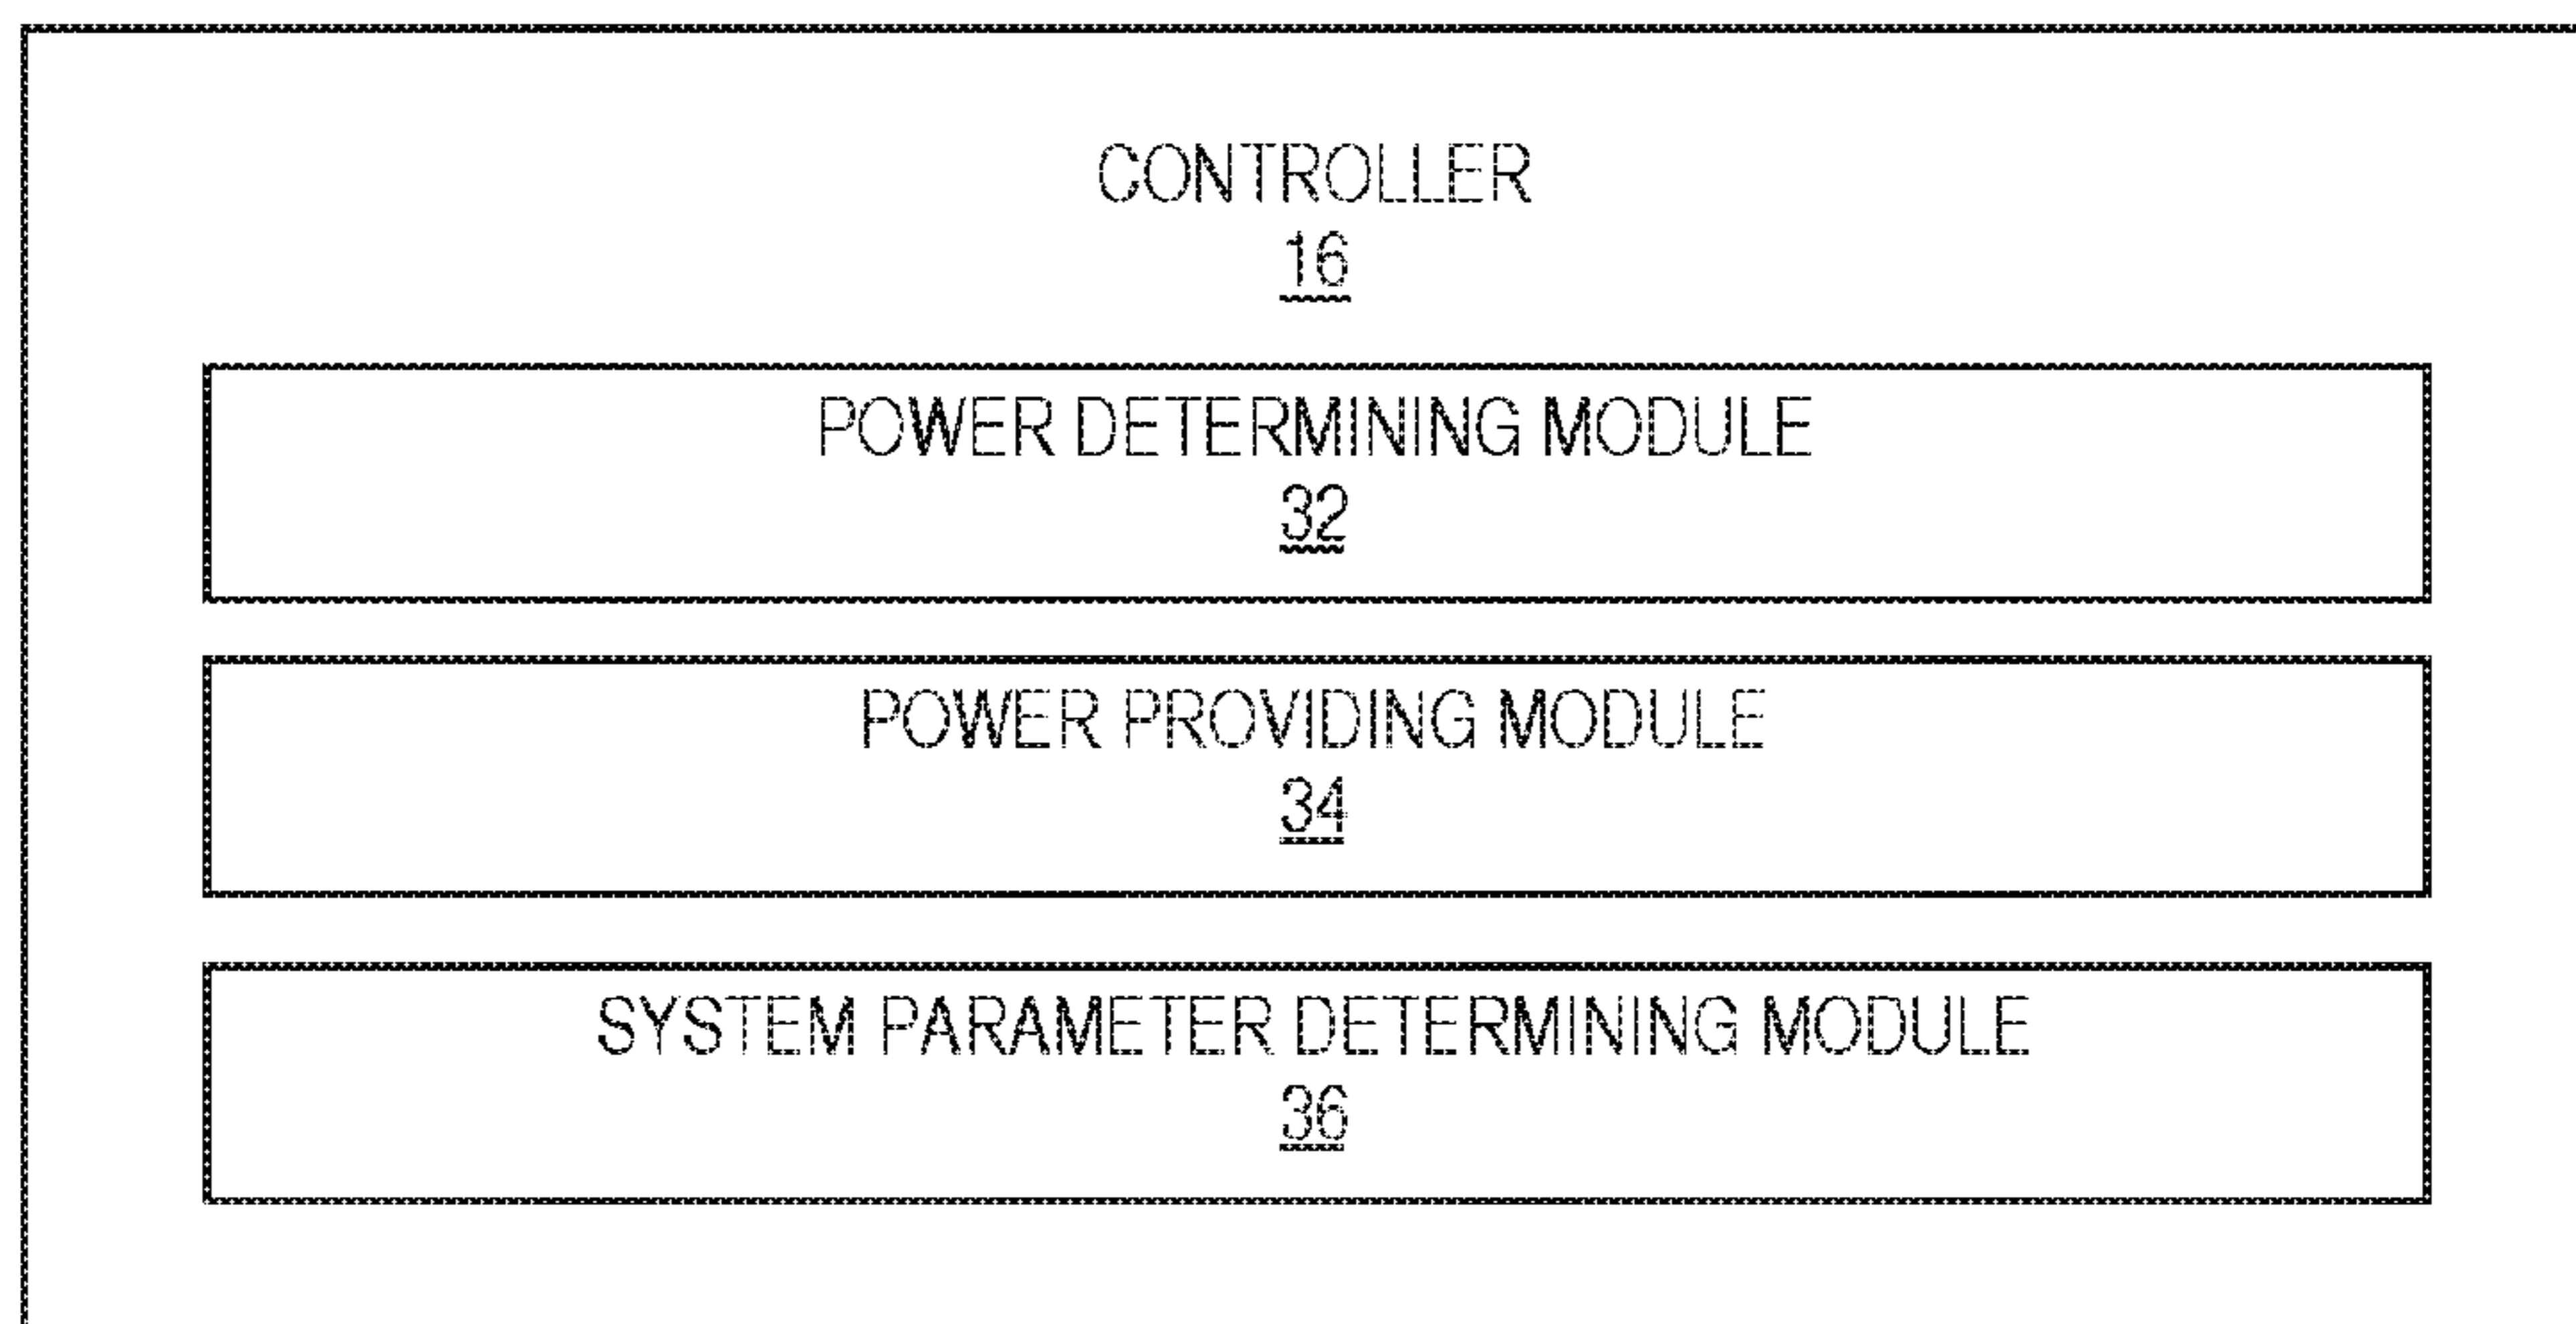 CONTROLLER
16
POWER DETERMINING MODULE
32
POWER PROVIDING MODULE
34
SYSTEM PARAMETER DETERMINING MODULE
36